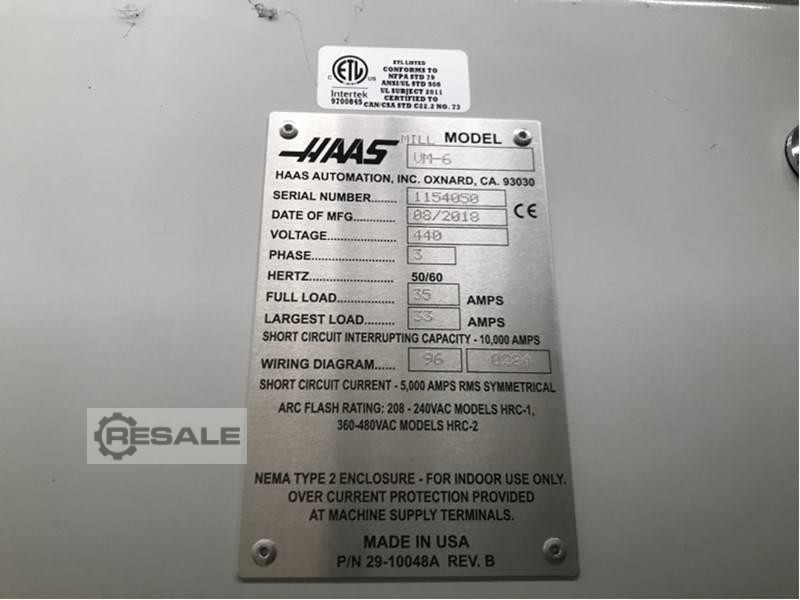 ETL LISTED
CONFORMS TO
NFPA STD 79
ANSI/UL STD 508
UL SUBJECT 2011
CERTIFIED TO
CAN/CSA STD C22.2 NO. 73
C ETL US
Intertek
9700845
HAAS
MILL MODEL
VM-6
HAAS AUTOMATION, INC. OXNARD, CA. 93030
SERIAL NUMBER........ 1154050
DATE OF MFG............. 08/2018 CE
VOLTAGE.................... 440
PHASE......................... 3
HERTZ......................... 50/60
FULL LOAD................. 35 AMPS
LARGEST LOAD......... 33 AMPS
SHORT CIRCUIT INTERRUPTING CAPACITY - 10,000 AMPS
WIRING DIAGRAM...... 96
SHORT CIRCUIT CURRENT - 5,000 AMPS RMS SYMMETRICAL
ARC FLASH RATING: 208 - 240VAC MODELS HRC-1,
360-480VAC MODELS HRC-2
RESALE
NEMA TYPE 2 ENCLOSURE - FOR INDOOR USE ONLY.
OVER CURRENT PROTECTION PROVIDED
AT MACHINE SUPPLY TERMINALS.
MADE IN USA
P/N 29-10048A REV. B